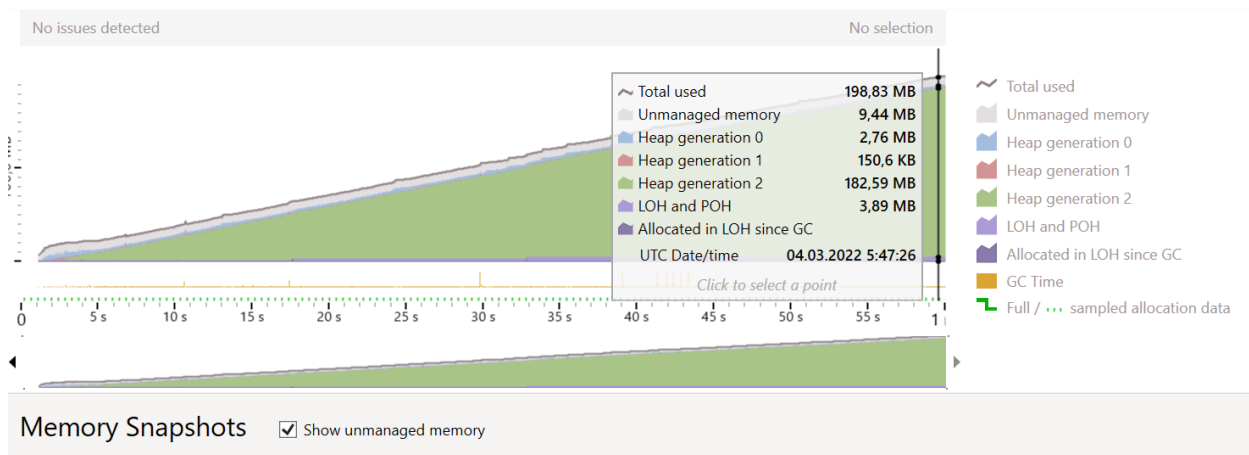 No issues detected No selection
Total used 198,83 MB
Unmanaged memory 9,44 MB
Heap generation 0 2,76 MB
Heap generation 1 150,6 KB
Heap generation 2 182,59 MB
LOH and POH 3,89 MB
Allocated in LOH since GC
UTC Date/time 04.03.2022 5:47:26
Click to select a point
Total used
Unmanaged memory
Heap generation 0
Heap generation 1
Heap generation 2
LOH and POH
Allocated in LOH since GC
GC Time
Full / sampled allocation data
0 5 s 10 s 15 s 20 s 25 s 30 s 35 s 40 s 45 s 50 s 55 s 1
Memory Snapshots Show unmanaged memory